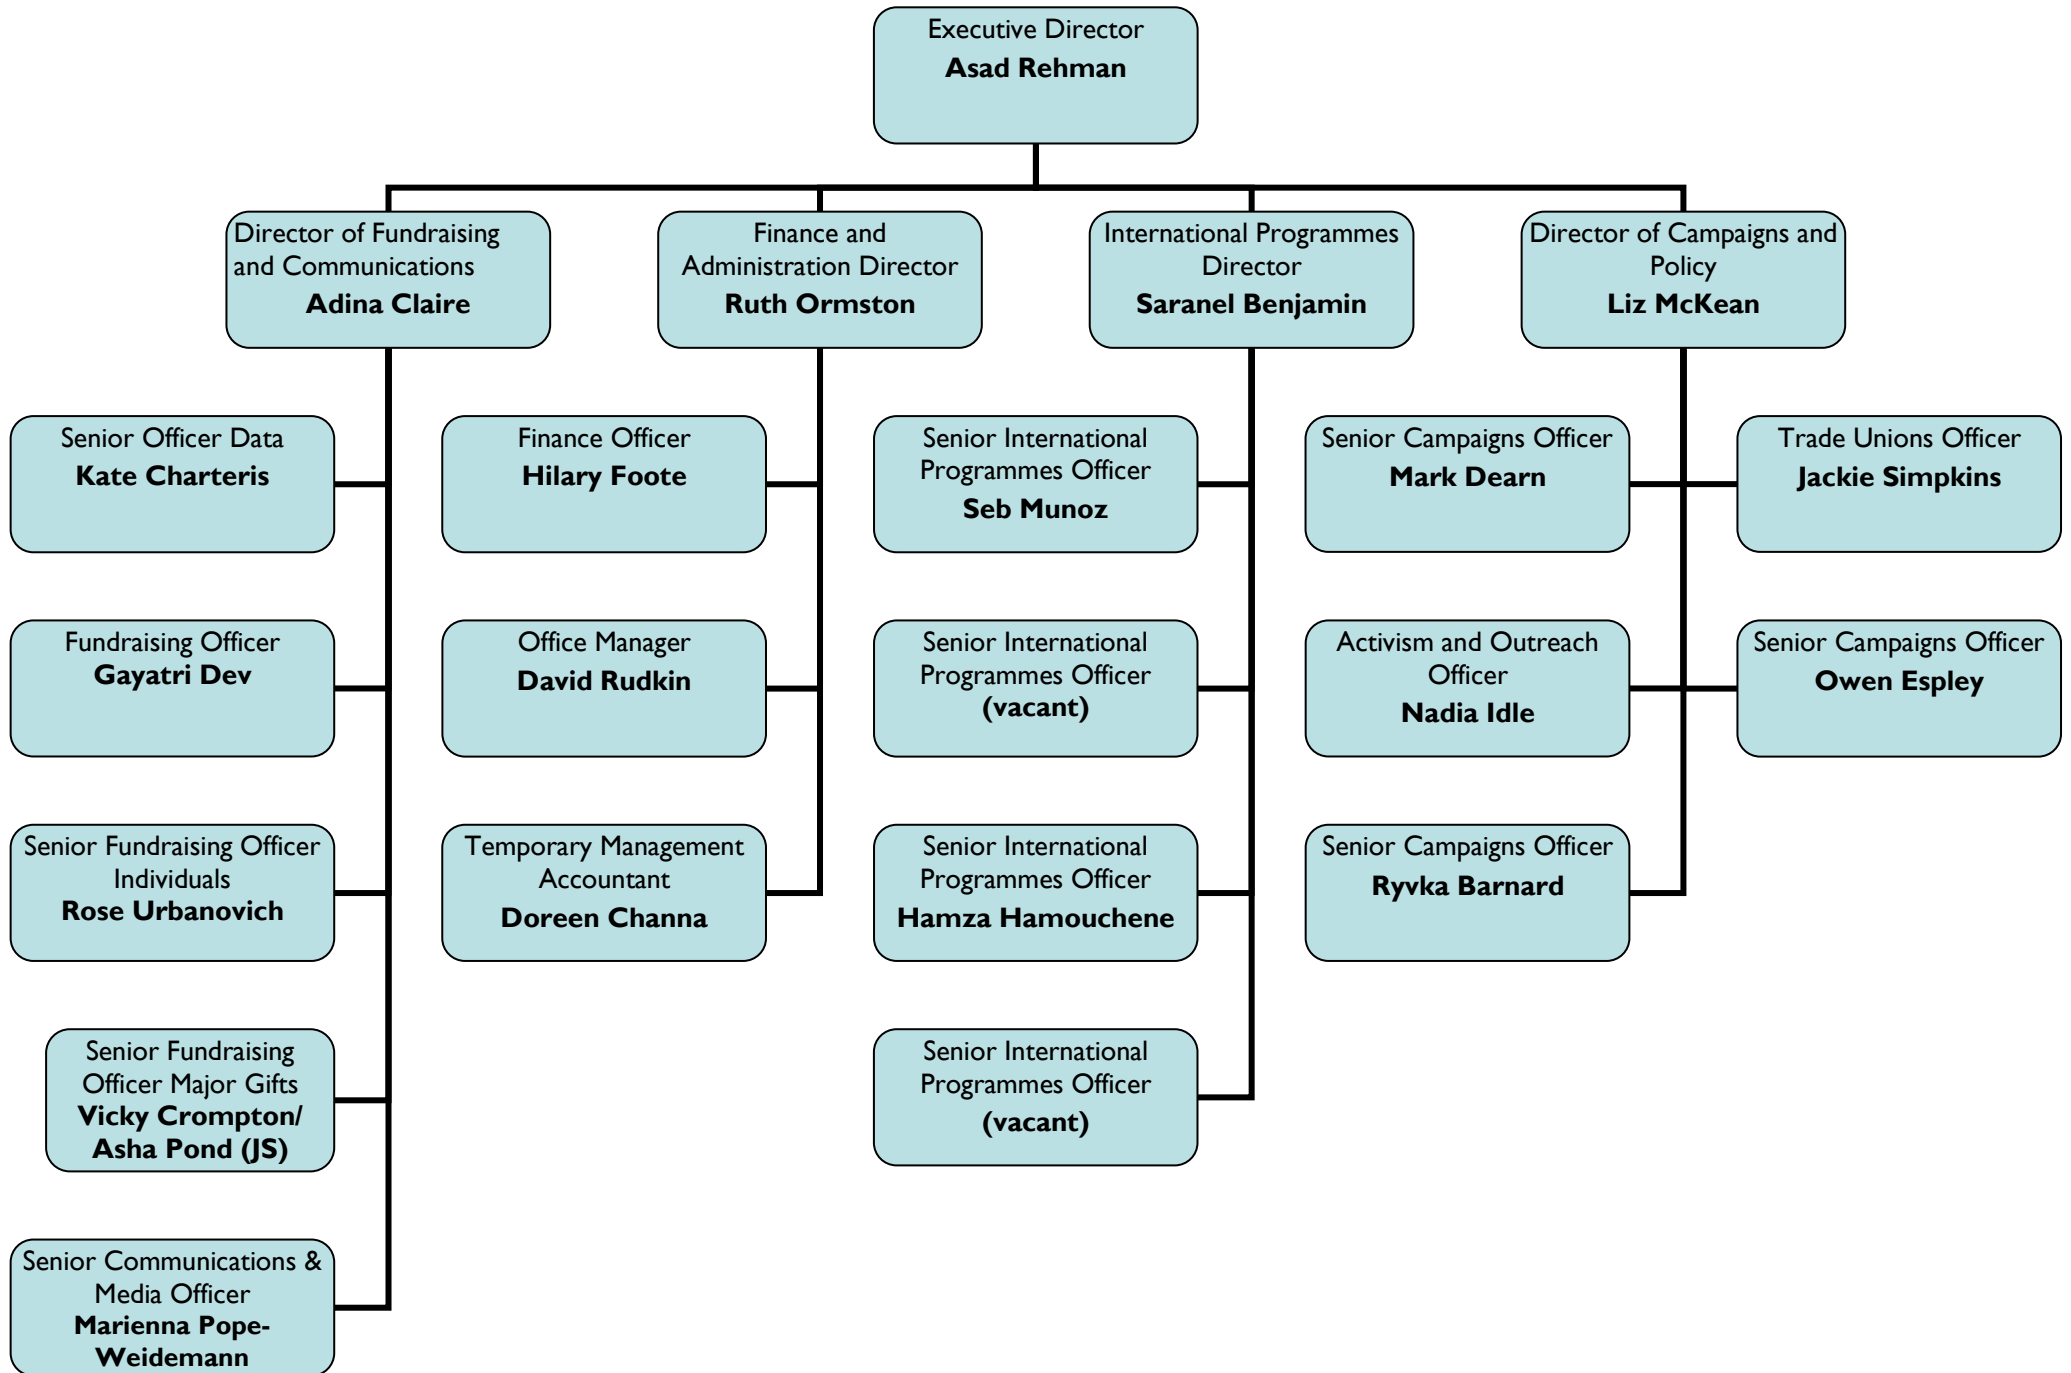 Executive Director
Asad Rehman
Director of Fundraising
and Communications
Adina Claire
Finance and
Administration Director
Ruth Ormston
International Programmes
Director
Saranel Benjamin
Director of Campaigns and
Policy
Liz McKean
Senior Officer Data
Kate Charteris
Finance Officer
Hilary Foote
Senior International
Programmes Officer
Seb Munoz
Senior Campaigns Officer
Mark Dearn
Trade Unions Officer
Jackie Simpkins
Fundraising Officer
Gayatri Dev
Office Manager
David Rudkin
Senior International
Programmes Officer
(vacant)
Activism and Outreach
Officer
Nadia Idle
Senior Campaigns Officer
Owen Espley
Senior Fundraising Officer
Individuals
Rose Urbanovich
Temporary Management
Accountant
Doreen Channa
Senior International
Programmes Officer
Hamza Hamouchene
Senior Campaigns Officer
Ryvka Barnard
Senior Fundraising
Officer Major Gifts
Vicky Crompton/
Asha Pond (JS)
Senior International
Programmes Officer
(vacant)
Senior Communications &
Media Officer
Marienna Pope-
Weidemann